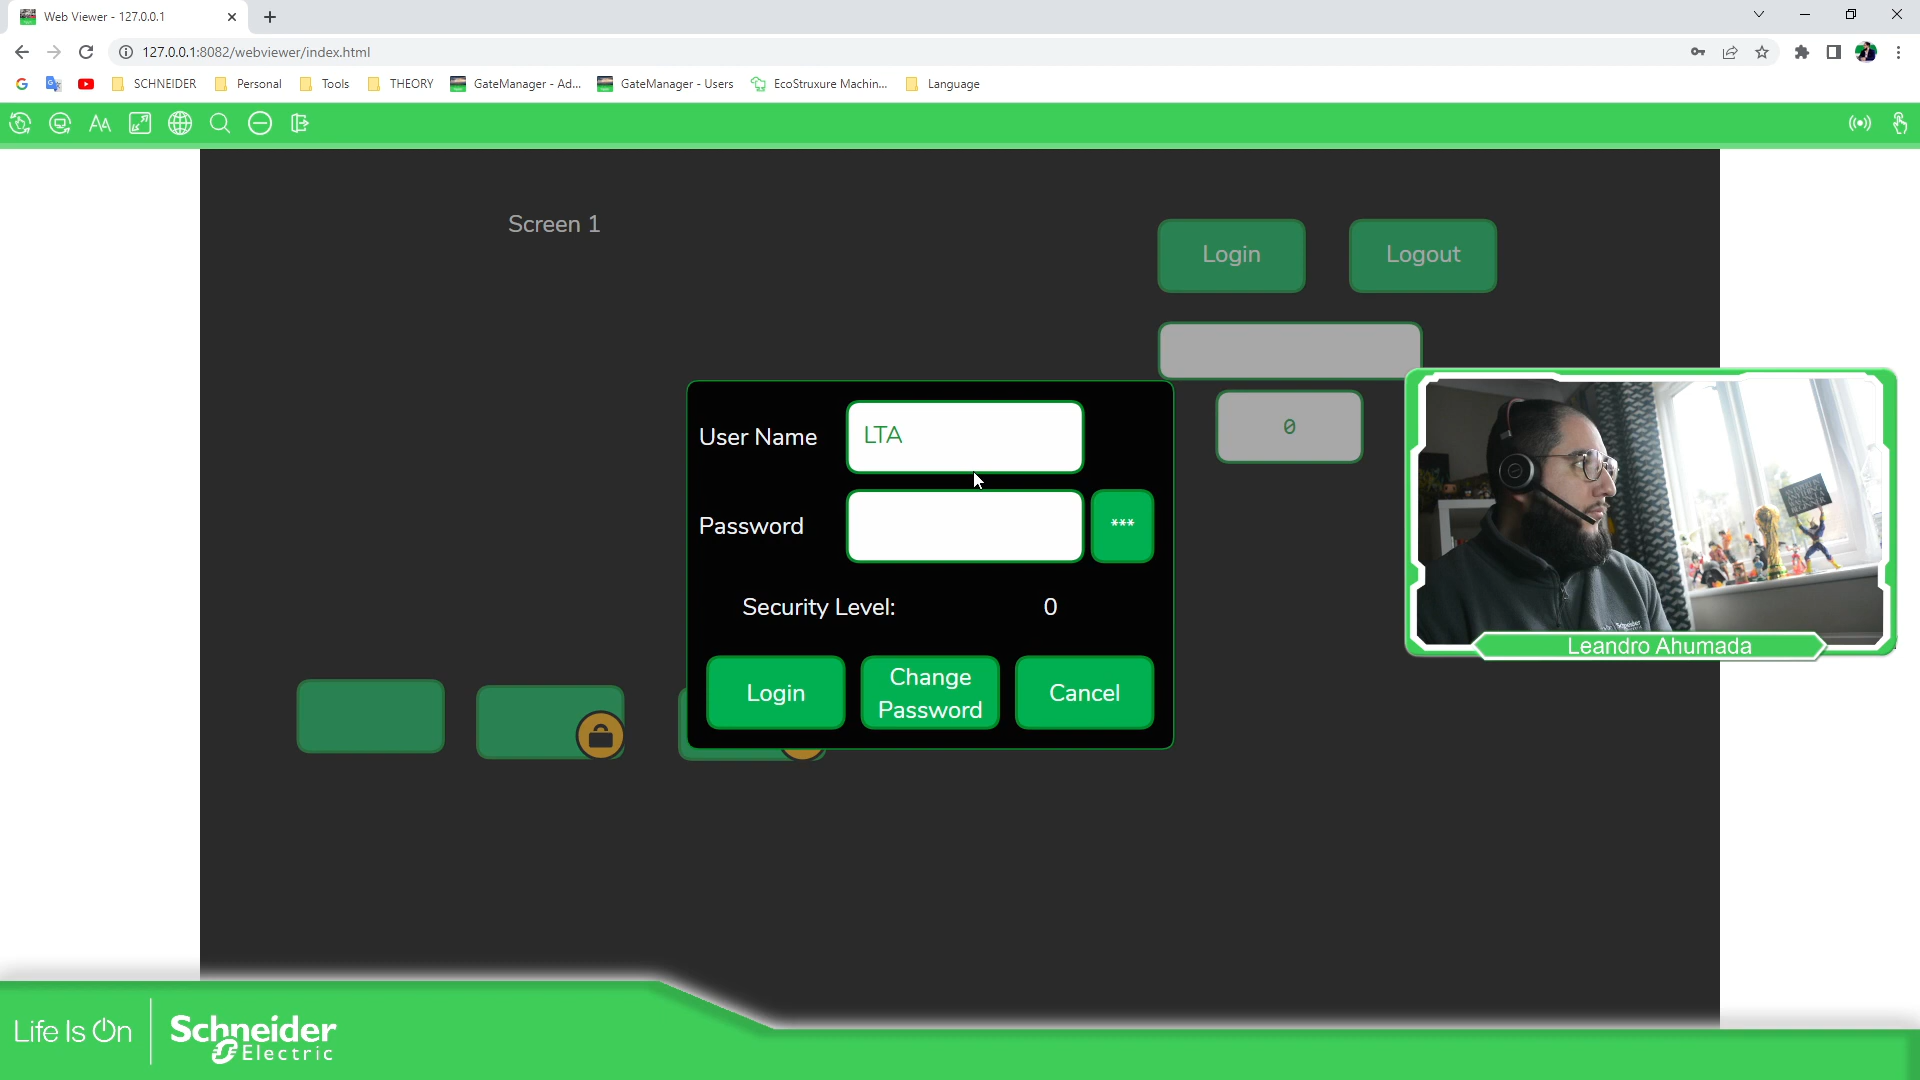 Web Viewer - 127.0.0.1
127.0.0.1:8082/webviewer/index.html
SCHNEIDER
Personal
Tools
THEORY
GateManager - Ad...
GateManager - Users
EcoStruxure Machin...
Language
AA
Screen 1
Login
Logout
0
User Name
LTA
Password
***
Security Level:
0
Login
Change
Password
Cancel
Leandro Ahumada
Life Is On
Schneider
Electric